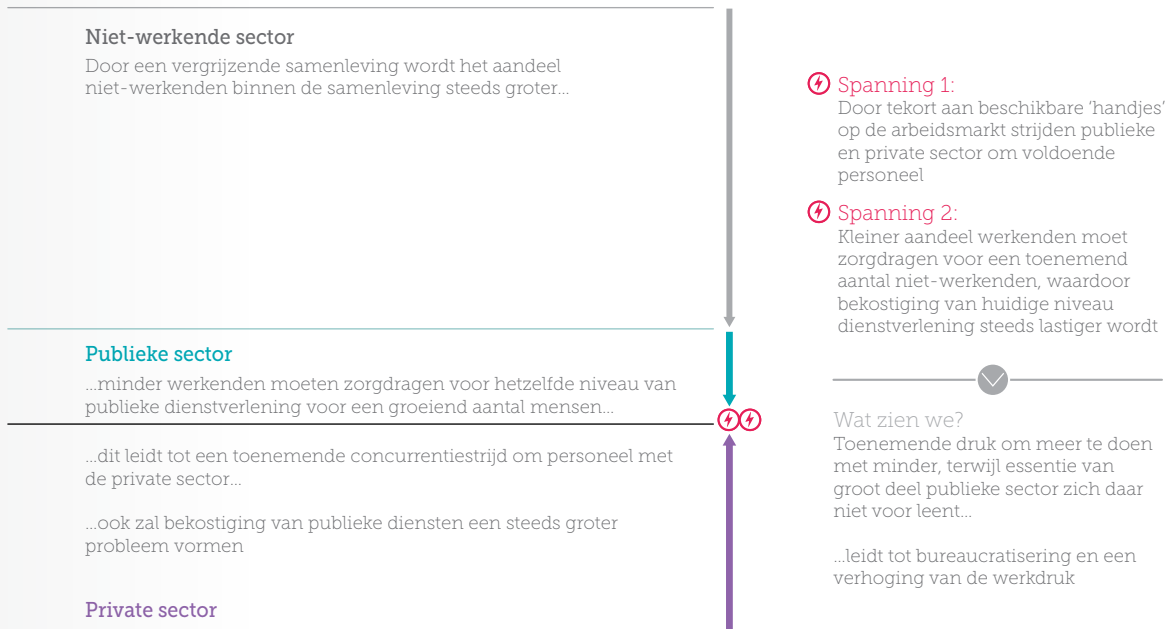 Niet-werkende sector
Door een vergrijzende samenleving wordt het aandeel
niet-werkenden binnen de samenleving steeds groter...
Publieke sector
...minder werkenden moeten zorgdragen voor hetzelfde niveau van
publieke dienstverlening voor een groeiend aantal mensen...
...dit leidt tot een toenemende concurrentiestrijd om personeel met
de private sector...
...ook zal bekostiging van publieke diensten een steeds groter
probleem vormen
Private sector
Spanning 1:
Door tekort aan beschikbare ‘handjes’
op de arbeidsmarkt strijden publieke
en private sector om voldoende
personeel
Spanning 2:
Kleiner aandeel werkenden moet
zorgdragen voor een toenemend
aantal niet-werkenden, waardoor
bekostiging van huidige niveau
dienstverlening steeds lastiger wordt
Wat zien we?
Toenemende druk om meer te doen
met minder, terwijl essentie van
groot deel publieke sector zich daar
niet voor leent...
...leidt tot bureaucratisering en een
verhoging van de werkdruk